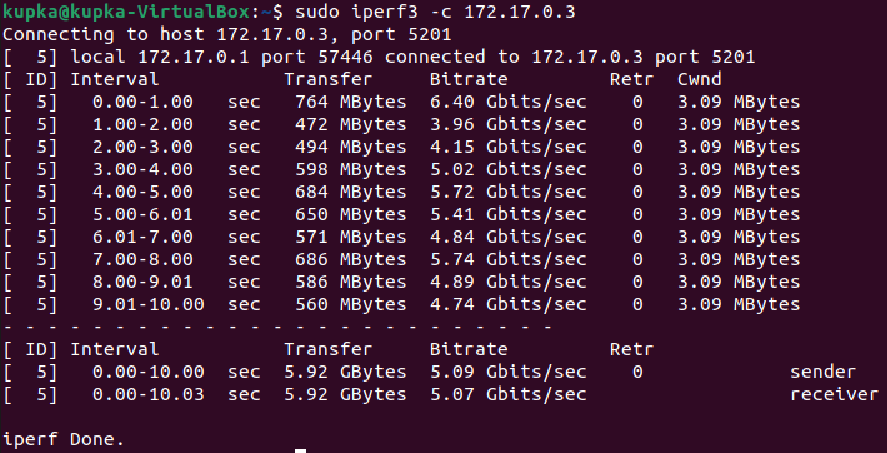 kupka@kupka-VirtualBox:~$ sudo iperf3 -c 172.17.0.3
Connecting to host 172.17.0.3, port 5201
[  5] local 172.17.0.1 port 57446 connected to 172.17.0.3 port 5201
[ ID] Interval           Transfer     Bitrate         Retr  Cwnd
[  5]   0.00-1.00   sec   764 MBytes  6.40 Gbits/sec    0   3.09 MBytes
[  5]   1.00-2.00   sec   472 MBytes  3.96 Gbits/sec    0   3.09 MBytes
[  5]   2.00-3.00   sec   494 MBytes  4.15 Gbits/sec    0   3.09 MBytes
[  5]   3.00-4.00   sec   598 MBytes  5.02 Gbits/sec    0   3.09 MBytes
[  5]   4.00-5.00   sec   684 MBytes  5.72 Gbits/sec    0   3.09 MBytes
[  5]   5.00-6.01   sec   650 MBytes  5.41 Gbits/sec    0   3.09 MBytes
[  5]   6.01-7.00   sec   571 MBytes  4.84 Gbits/sec    0   3.09 MBytes
[  5]   7.00-8.00   sec   686 MBytes  5.74 Gbits/sec    0   3.09 MBytes
[  5]   8.00-9.01   sec   586 MBytes  4.89 Gbits/sec    0   3.09 MBytes
[  5]   9.01-10.00  sec   560 MBytes  4.74 Gbits/sec    0   3.09 MBytes
- - - - - - - - - - - - - - - - - - - - - - - - -
[ ID] Interval           Transfer     Bitrate         Retr
[  5]   0.00-10.00  sec  5.92 GBytes  5.09 Gbits/sec    0             sender
[  5]   0.00-10.03  sec  5.92 GBytes  5.07 Gbits/sec                  receiver

iperf Done.